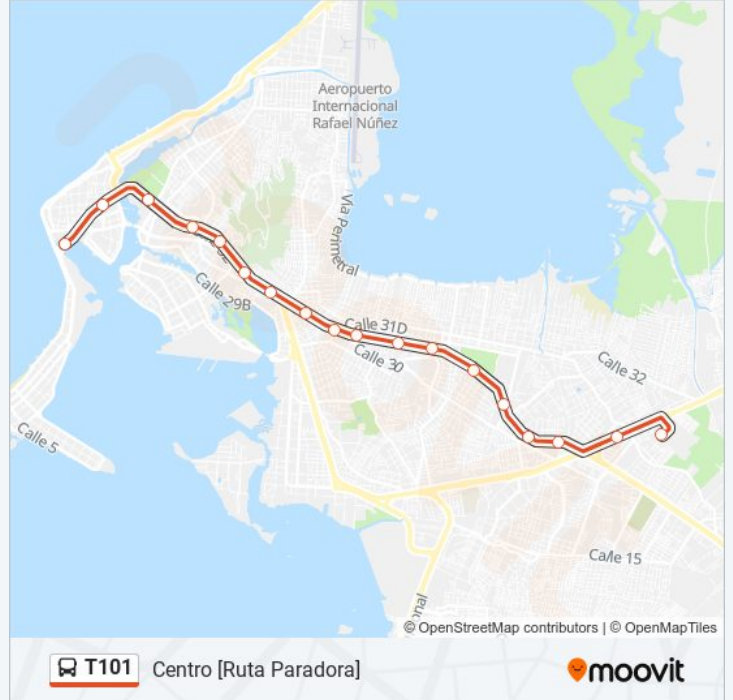 Aeropuerto
Internacional
Rafael Núñez
Vía Perimetral
Calle 29B
Calle 31D
Calle 30
Calle 32
Calle 5
Calle 15
© OpenStreetMap contributors | © OpenMapTiles
T101 Centro [Ruta Paradora]
moovit